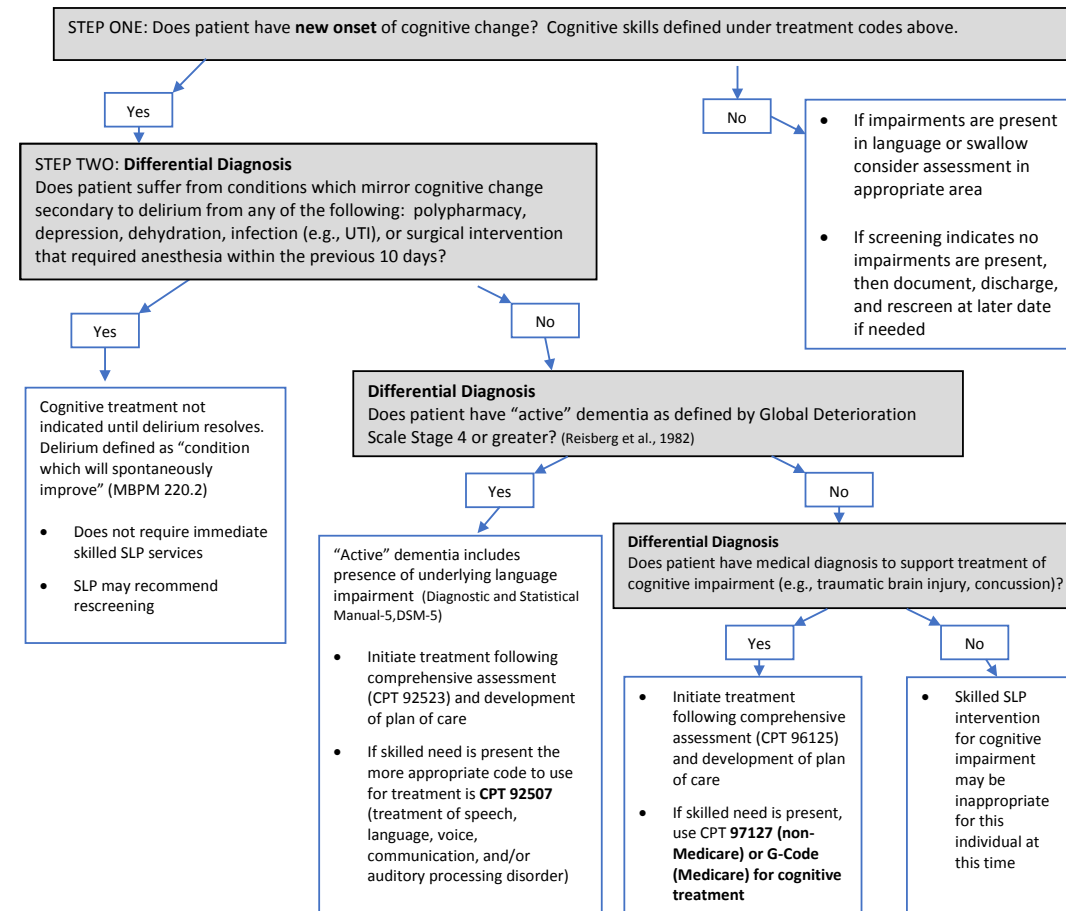 STEP ONE: Does patient have new onset of cognitive change?  Cognitive skills defined under treatment codes above.
Yes
No
• If impairments are present
in language or swallow
consider assessment in
appropriate area
• If screening indicates no
impairments are present,
then document, discharge,
and rescreen at later date
if needed
STEP TWO: Differential Diagnosis
Does patient suffer from conditions which mirror cognitive change
secondary to delirium from any of the following:  polypharmacy,
depression, dehydration, infection (e.g., UTI), or surgical intervention
that required anesthesia within the previous 10 days?
Yes
No
Cognitive treatment not
indicated until delirium resolves.
Delirium defined as “condition
which will spontaneously
improve” (MBPM 220.2)
• Does not require immediate
skilled SLP services
• SLP may recommend
rescreening
Differential Diagnosis
Does patient have “active” dementia as defined by Global Deterioration
Scale Stage 4 or greater? (Reisberg et al., 1982)
Yes
No
“Active” dementia includes
presence of underlying language
impairment  (Diagnostic and Statistical
Manual-5,DSM-5)
• Initiate treatment following
comprehensive assessment
(CPT 92523) and development
of plan of care
• If skilled need is present the
more appropriate code to use
for treatment is CPT 92507
(treatment of speech,
language, voice,
communication, and/or
auditory processing disorder)
Differential Diagnosis
Does patient have medical diagnosis to support treatment of
cognitive impairment (e.g., traumatic brain injury, concussion)?
Yes
No
• Initiate treatment
following comprehensive
assessment (CPT 96125)
and development of plan
of care
• If skilled need is present,
use CPT 97127 (non-
Medicare) or G-Code
(Medicare) for cognitive
treatment
• Skilled SLP
intervention
for cognitive
impairment
may be
inappropriate
for this
individual at
this time